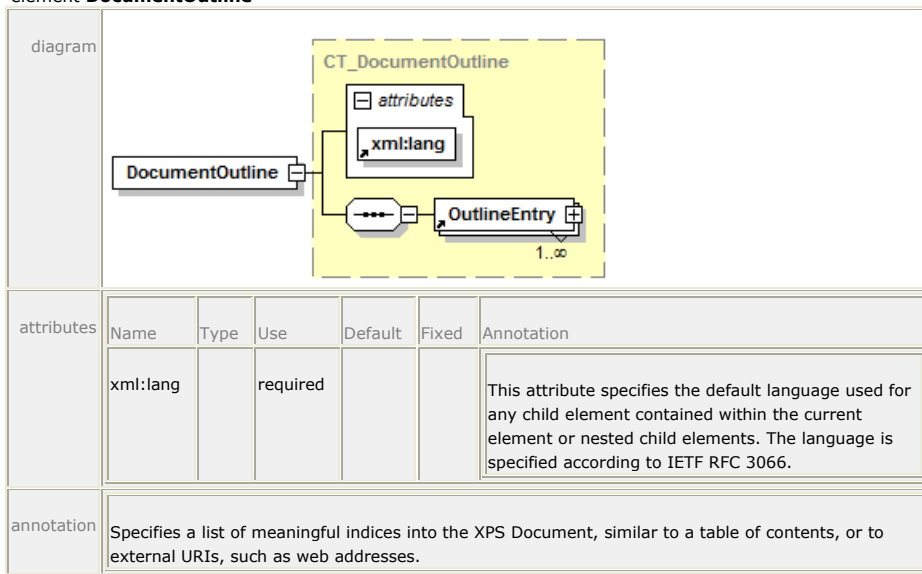 element DocumentOutline
diagram
CT_DocumentOutline
attributes
xml:lang
DocumentOutline
OutlineEntry
1..∞
attributes
Name Type Use Default Fixed Annotation
xml:lang required
This attribute specifies the default language used for
any child element contained within the current
element or nested child elements. The language is
specified according to IETF RFC 3066.
annotation
Specifies a list of meaningful indices into the XPS Document, similar to a table of contents, or to
external URIs, such as web addresses.